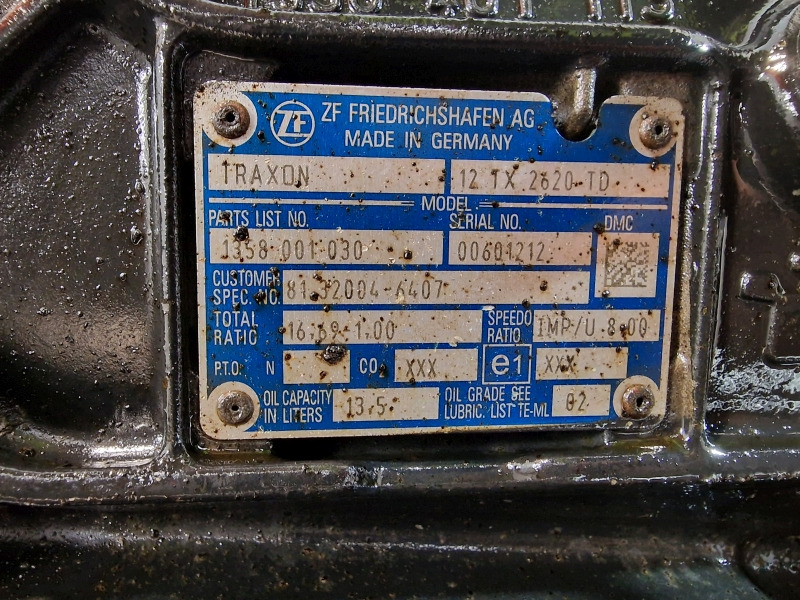 ZF FRIEDRICHSHAFEN AG
MADE IN GERMANY
TRAXON 12 TX 2620 TD
MODEL
PARTS LIST NO. SERIAL NO. DMC
1358 001 030 00601212
CUSTOMER SPEC. NO. 81.32004-6407
TOTAL RATIO 16.69-1.00 SPEEDO RATIO IMP/U 8.00
P.T.O. N CO. XXX e1 XXX
OIL CAPACITY IN LITERS 13.5 OIL GRADE SEE LUBRIC. LIST TE-ML 02